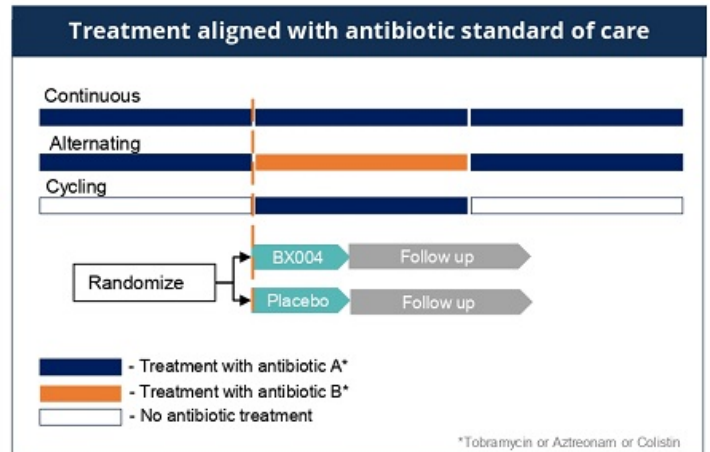 Treatment aligned with antibiotic standard of care
Continuous
Alternating
Cycling
Randomize
BX004
Follow up
Placebo
Follow up
- Treatment with antibiotic A*
- Treatment with antibiotic B*
- No antibiotic treatment
*Tobramycin or Aztreonam or Colistin